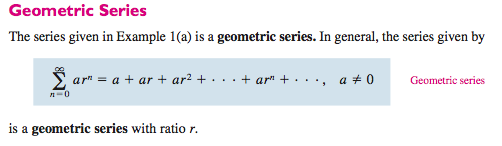 Geometric Series
The series given in Example 1(a) is a geometric series. In general, the series given by
∞
∑ arⁿ = a + ar + ar² + · · · + arⁿ + · · ·, a ≠ 0 Geometric series
n=0
is a geometric series with ratio r.